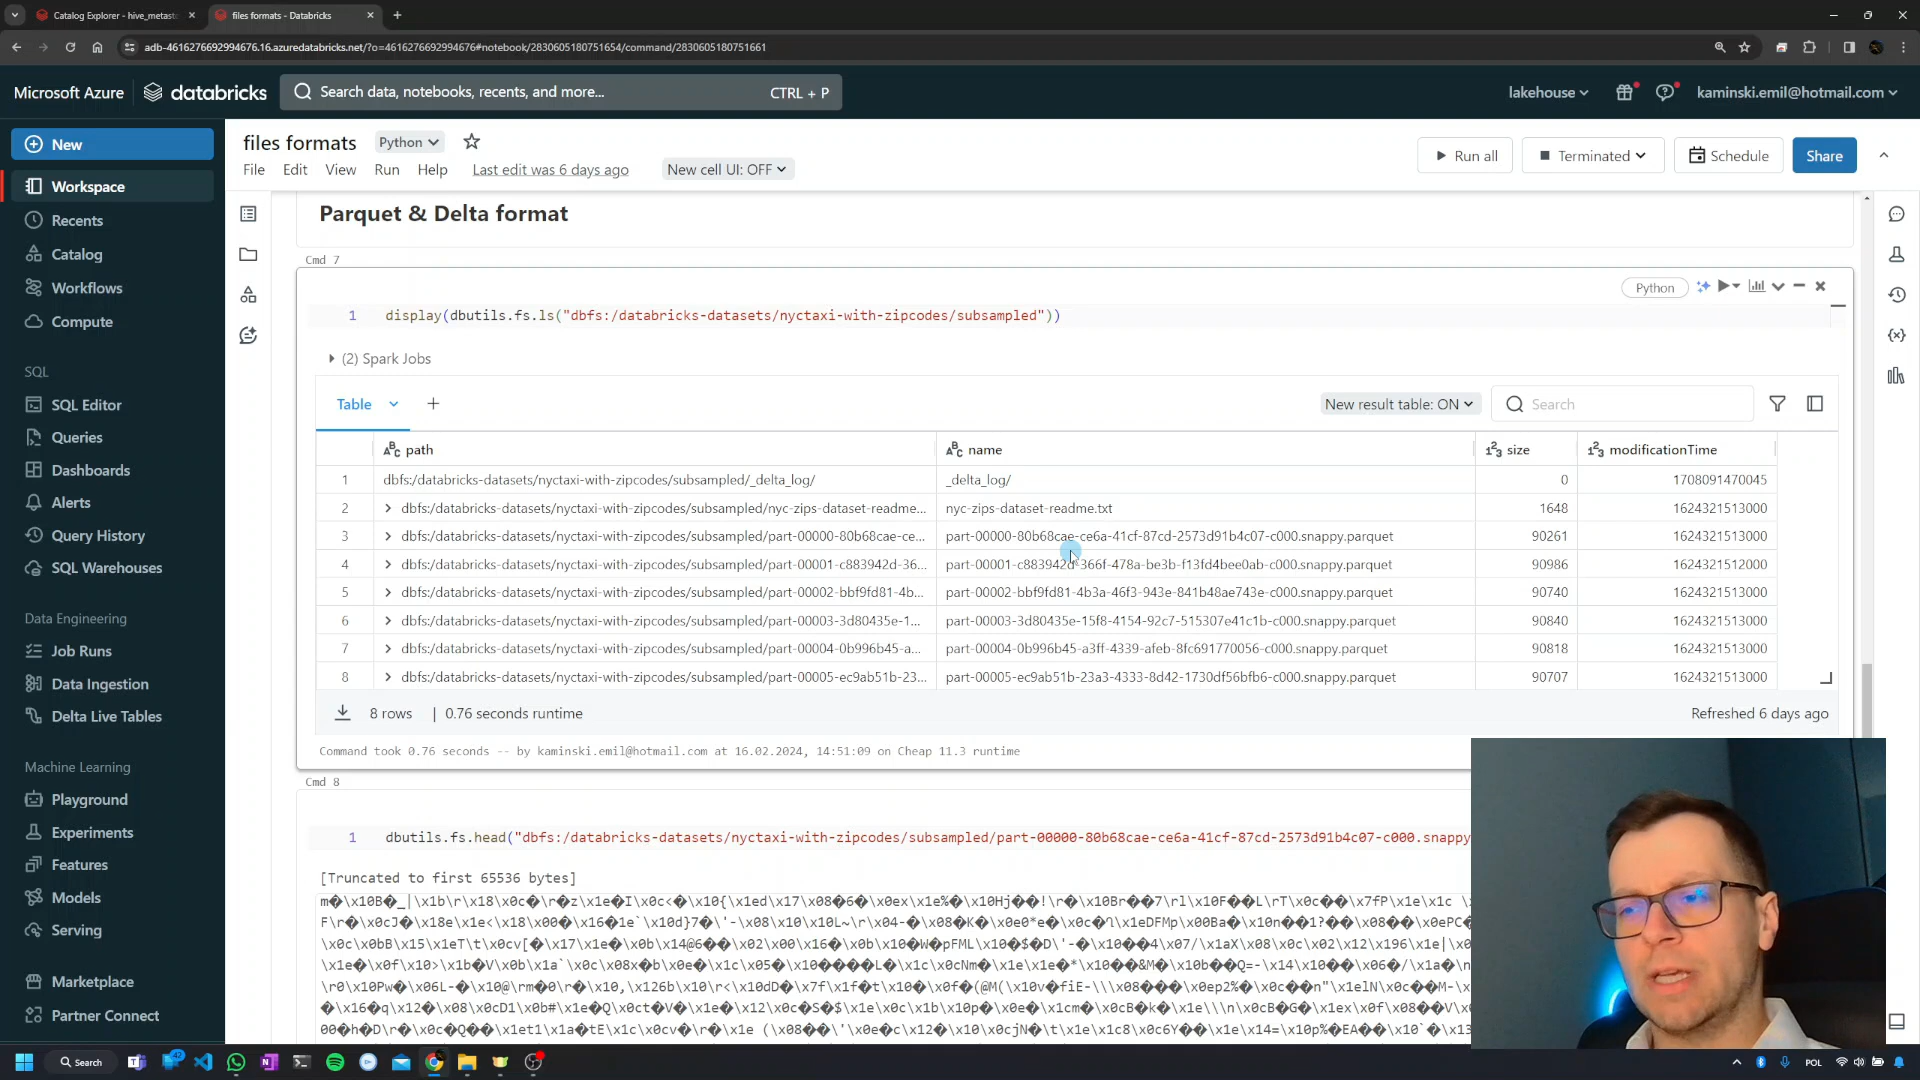 Catalog Explorer - hive_metast
files formats - Databricks
adb-4616276692994676.16.azuredatabricks.net/?o=4616276692994676#notebook/2830605180751654/command/2830605180751661
Microsoft Azure
databricks
Search data, notebooks, recents, and more...
CTRL + P
lakehouse
kaminski.emil@hotmail.com
New
Workspace
Recents
Catalog
Workflows
Compute
SQL
SQL Editor
Queries
Dashboards
Alerts
Query History
SQL Warehouses
Data Engineering
Job Runs
Data Ingestion
Delta Live Tables
Machine Learning
Playground
Experiments
Features
Models
Serving
Marketplace
Partner Connect
files formats
Python
File Edit View Run Help
Last edit was 6 days ago
New cell UI: OFF
Run all
Terminated
Schedule
Share
Parquet & Delta format
Cmd 7
Python
1 display(dbutils.fs.ls("dbfs:/databricks-datasets/nyctaxi-with-zipcodes/subsampled"))
(2) Spark Jobs
Table
+
New result table: ON
Search
path name size modificationTime
1 dbfs:/databricks-datasets/nyctaxi-with-zipcodes/subsampled/_delta_log/ _delta_log/ 0 1708091470045
2 dbfs:/databricks-datasets/nyctaxi-with-zipcodes/subsampled/nyc-zips-dataset-readme... nyc-zips-dataset-readme.txt 1648 1624321513000
3 dbfs:/databricks-datasets/nyctaxi-with-zipcodes/subsampled/part-00000-80b68cae-ce... part-00000-80b68cae-ce6a-41cf-87cd-2573d91b4c07-c000.snappy.parquet 90261 1624321513000
4 dbfs:/databricks-datasets/nyctaxi-with-zipcodes/subsampled/part-00001-c883942d-36... part-00001-c883942d-366f-478a-be3b-f13fd4bee0ab-c000.snappy.parquet 90986 1624321512000
5 dbfs:/databricks-datasets/nyctaxi-with-zipcodes/subsampled/part-00002-bbf9fd81-4b... part-00002-bbf9fd81-4b3a-46f3-943e-841b48ae743e-c000.snappy.parquet 90740 1624321513000
6 dbfs:/databricks-datasets/nyctaxi-with-zipcodes/subsampled/part-00003-3d80435e-1... part-00003-3d80435e-15f8-4154-92c7-515307e41c1b-c000.snappy.parquet 90840 1624321513000
7 dbfs:/databricks-datasets/nyctaxi-with-zipcodes/subsampled/part-00004-0b996b45-a... part-00004-0b996b45-a3ff-4339-afeb-8fc691770056-c000.snappy.parquet 90818 1624321513000
8 dbfs:/databricks-datasets/nyctaxi-with-zipcodes/subsampled/part-00005-ec9ab51b-23... part-00005-ec9ab51b-23a3-4333-8d42-1730df56bfb6-c000.snappy.parquet 90707 1624321513000
8 rows | 0.76 seconds runtime
Refreshed 6 days ago
Command took 0.76 seconds -- by kaminski.emil@hotmail.com at 16.02.2024, 14:51:09 on Cheap 11.3 runtime
Cmd 8
1 dbutils.fs.head("dbfs:/databricks-datasets/nyctaxi-with-zipcodes/subsampled/part-00000-80b68cae-ce6a-41cf-87cd-2573d91b4c07-c000.snappy
[Truncated to first 65536 bytes]
Search
POL